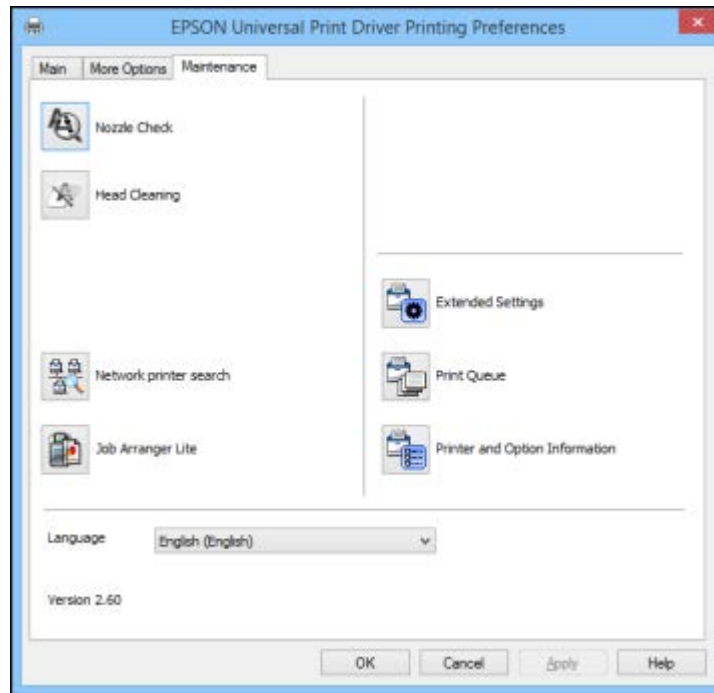 EPSON Universal Print Driver Printing Preferences
Main
More Options
Maintenance
Nozzle Check
Head Cleaning
Extended Settings
Network printer search
Print Queue
Job Arranger Lite
Printer and Option Information
Language
English (English)
Version 2.60
OK
Cancel
Apply
Help